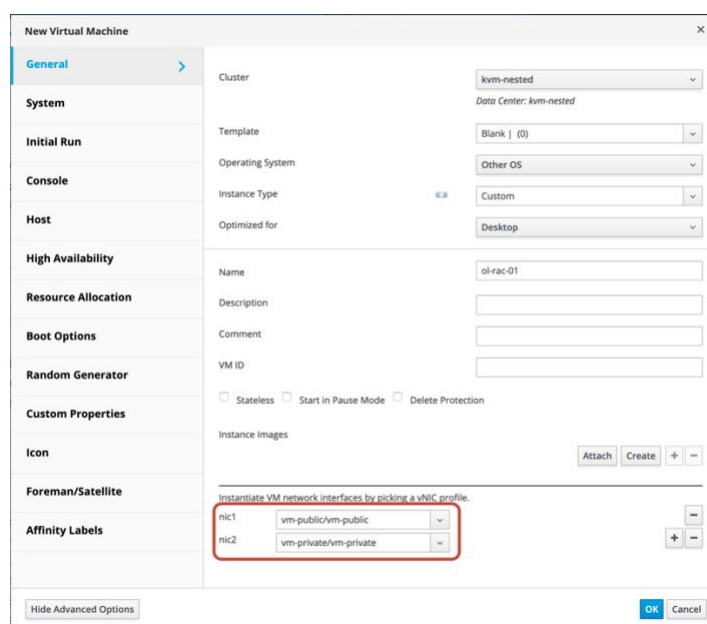 New Virtual Machine
×
General
System
Initial Run
Console
Host
High Availability
Resource Allocation
Boot Options
Random Generator
Custom Properties
Icon
Foreman/Satellite
Affinity Labels
Cluster
kvm-nested
Data Center: kvm-nested
Template
Blank | (0)
Operating System
Other OS
Instance Type
Custom
Optimized for
Desktop
Name
ol-rac-01
Description
Comment
VM ID
Stateless Start in Pause Mode Delete Protection
Instance Images
Attach Create + −
Instantiate VM network interfaces by picking a vNIC profile.
nic1 vm-public/vm-public −
nic2 vm-private/vm-private + −
Hide Advanced Options
OK Cancel